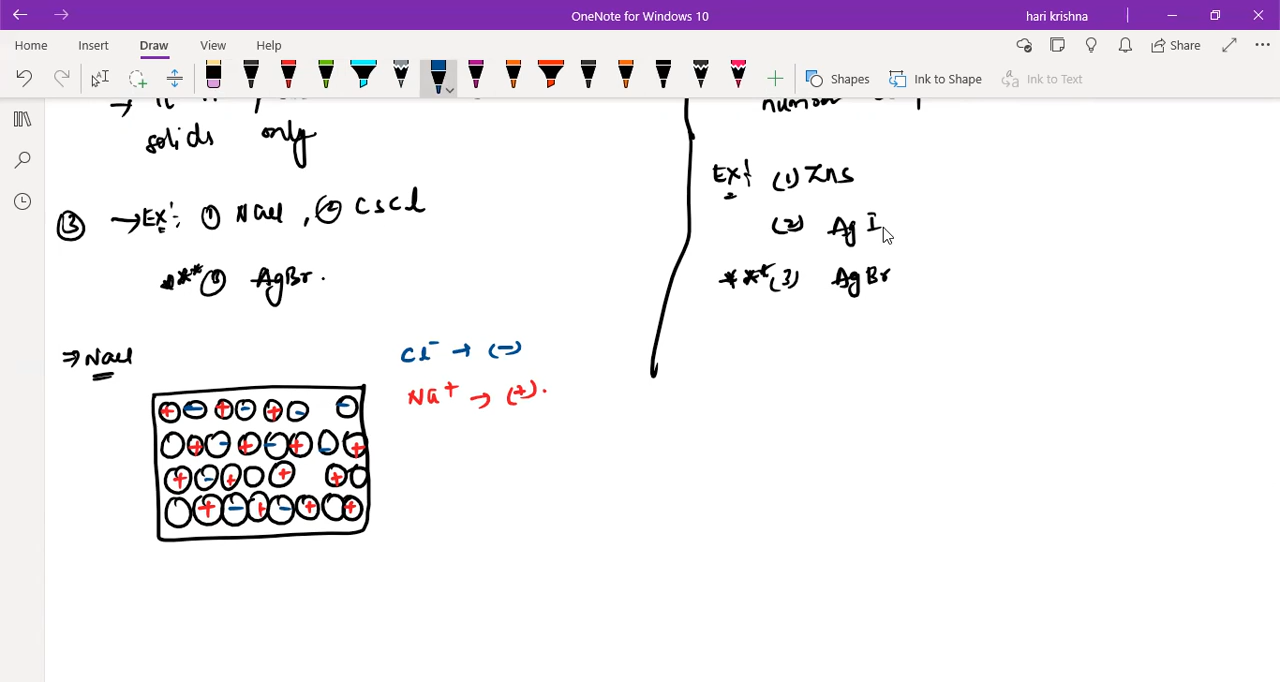 OneNote for Windows 10
hari krishna
Home Insert Draw View Help
Share
Shapes
Ink to Shape
Ink to Text
solids only
③ → Ex: ① NaCl, ② CsCl
*** ③ AgBr.
⇒ NaCl
Cl⁻ → (-)
Na⁺ → (+).
+ - + - + - -
+ - + - + - +
+ - + + +
+ - + - + +
Ex: (1) ZnS
(2) AgI
*** (3) AgBr